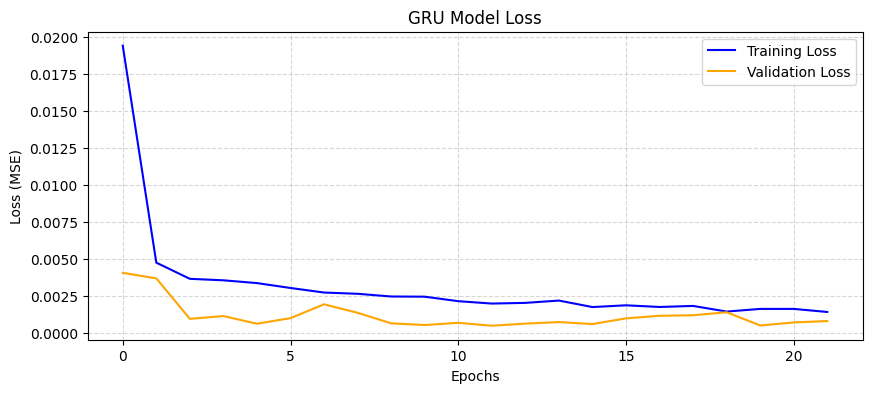 GRU Model Loss
Training Loss
Validation Loss
Loss (MSE)
0.0200
0.0175
0.0150
0.0125
0.0100
0.0075
0.0050
0.0025
0.0000
0 5 10 15 20
Epochs